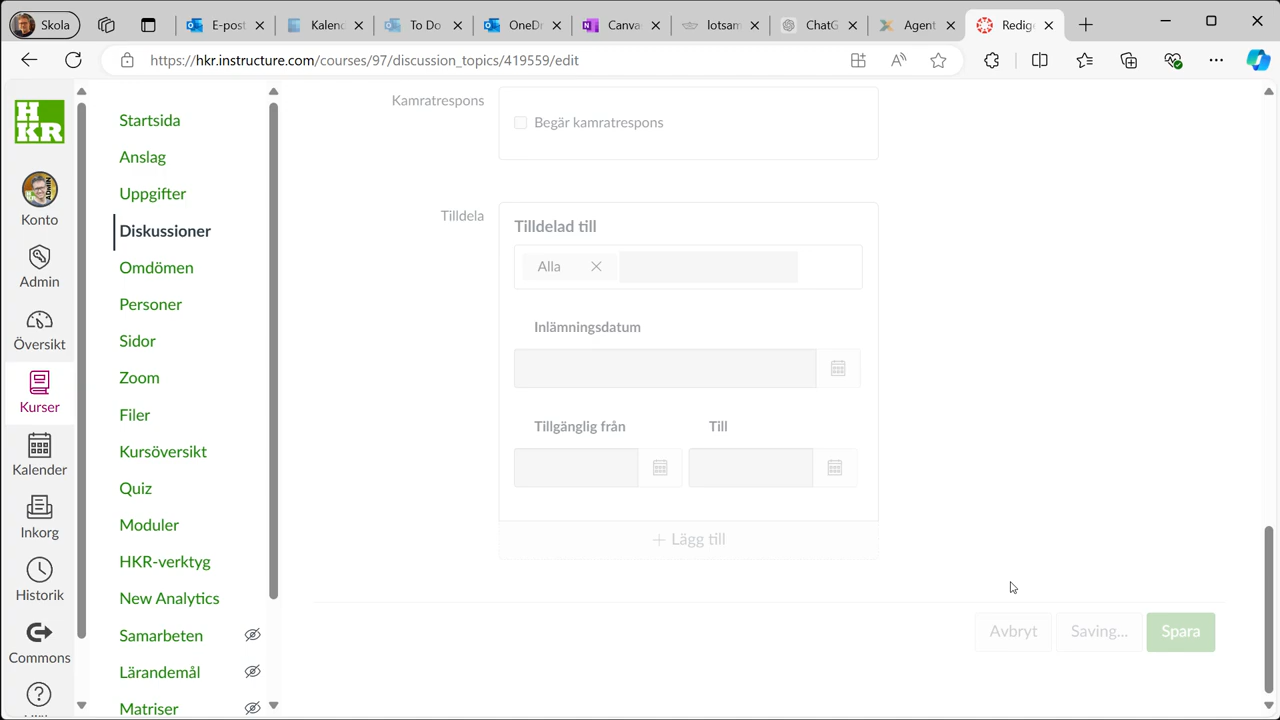 Skola
E-post
Kalend
To Do
OneDr
Canva
lotsam
ChatG
Agent
Redige
https://hkr.instructure.com/courses/97/discussion_topics/419559/edit
HKR
Konto
Admin
Översikt
Kurser
Kalender
Inkorg
Historik
Commons
Startsida
Anslag
Uppgifter
Diskussioner
Omdömen
Personer
Sidor
Zoom
Filer
Kursöversikt
Quiz
Moduler
HKR-verktyg
New Analytics
Samarbeten
Lärandemål
Matriser
Kamratrespons
Begär kamratrespons
Tilldela
Tilldelad till
Alla
Inlämningsdatum
Tillgänglig från
Till
+ Lägg till
Avbryt
Saving...
Spara